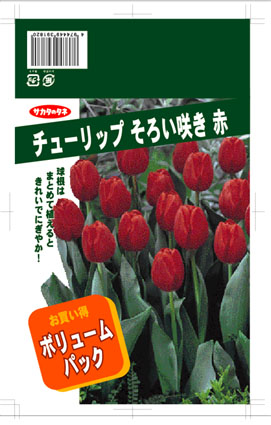 サカタのタネ
チューリップ そろい咲き 赤
球根は
まとめて植えると
きれいでにぎやか！
お買い得
ボリューム
パック